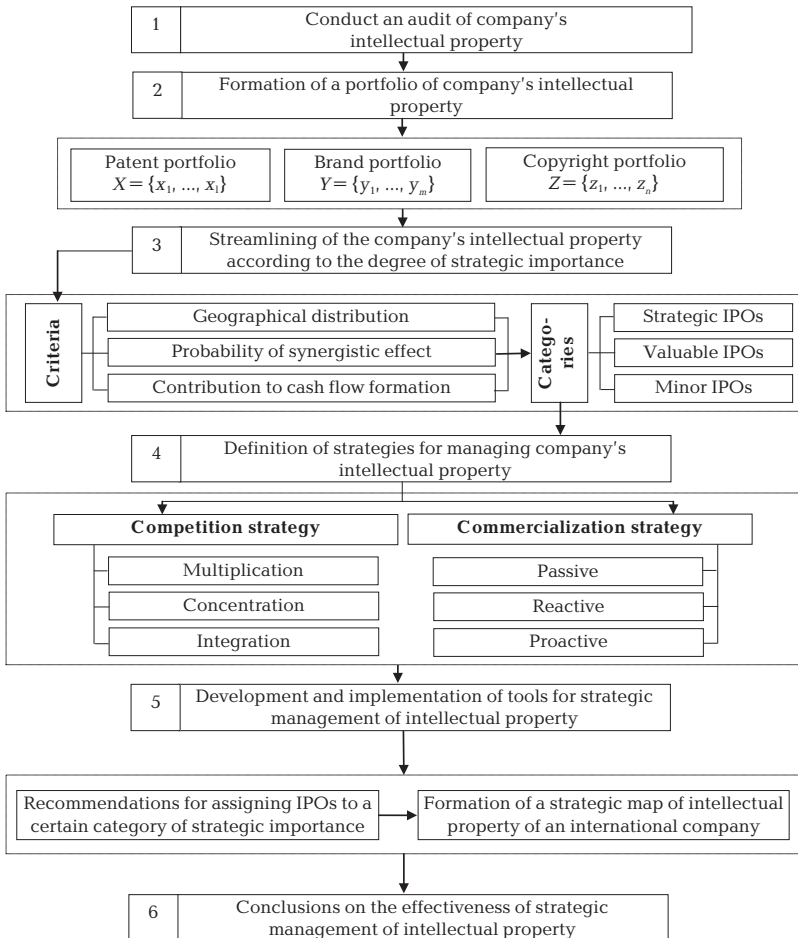 1
Conduct an audit of company's
intellectual property
2
Formation of a portfolio of company's intellectual
property
Patent portfolio
X = {x₁, ..., xₗ}
Brand portfolio
Y = {y₁, ..., yₘ}
Copyright portfolio
Z = {z₁, ..., zₙ}
3
Streamlining of the company's intellectual property
according to the degree of strategic importance
Criteria
Geographical distribution
Probability of synergistic effect
Contribution to cash flow formation
Catego-
ries
Strategic IPOs
Valuable IPOs
Minor IPOs
4
Definition of strategies for managing company's
intellectual property
Competition strategy
Multiplication
Concentration
Integration
Commercialization strategy
Passive
Reactive
Proactive
5
Development and implementation of tools for strategic
management of intellectual property
Recommendations for assigning IPOs to a
certain category of strategic importance
Formation of a strategic map of intellectual
property of an international company
6
Conclusions on the effectiveness of strategic
management of intellectual property